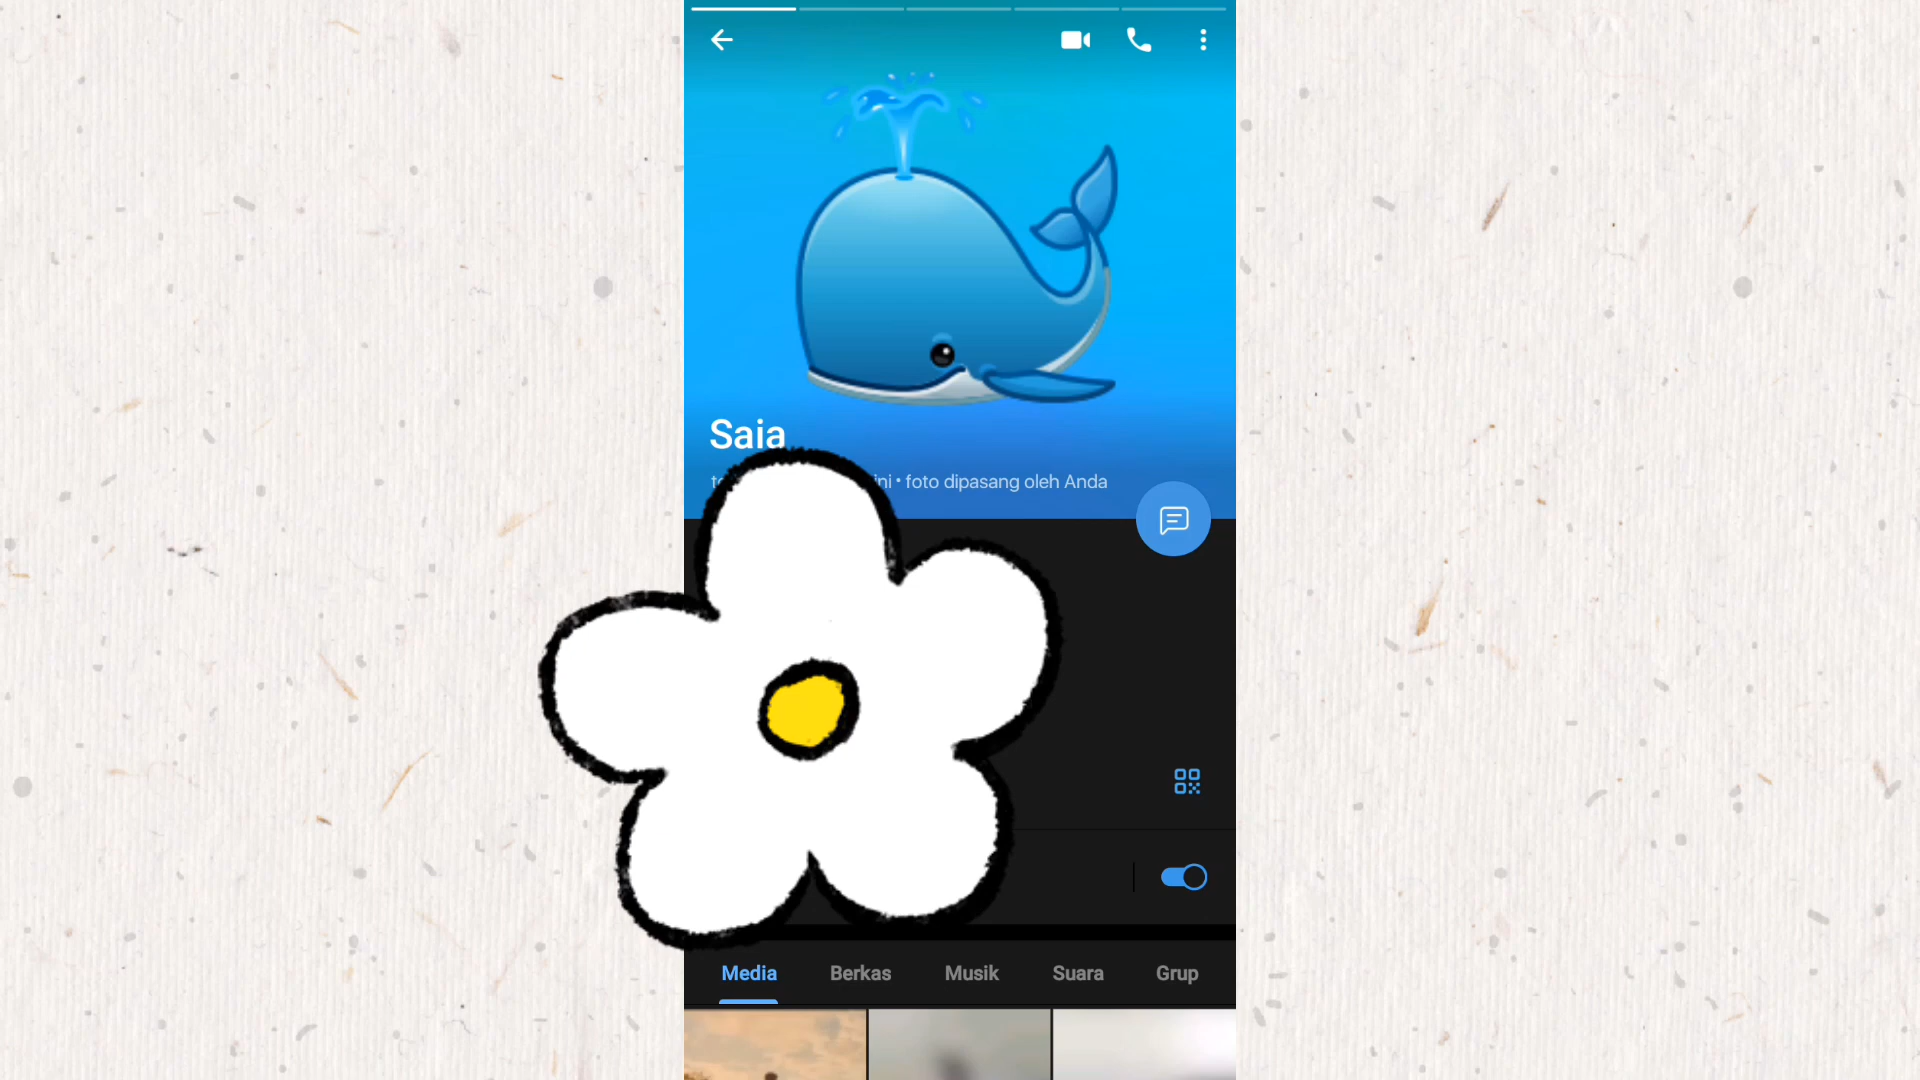 Saia
ini • foto dipasang oleh Anda
Media Berkas Musik Suara Grup